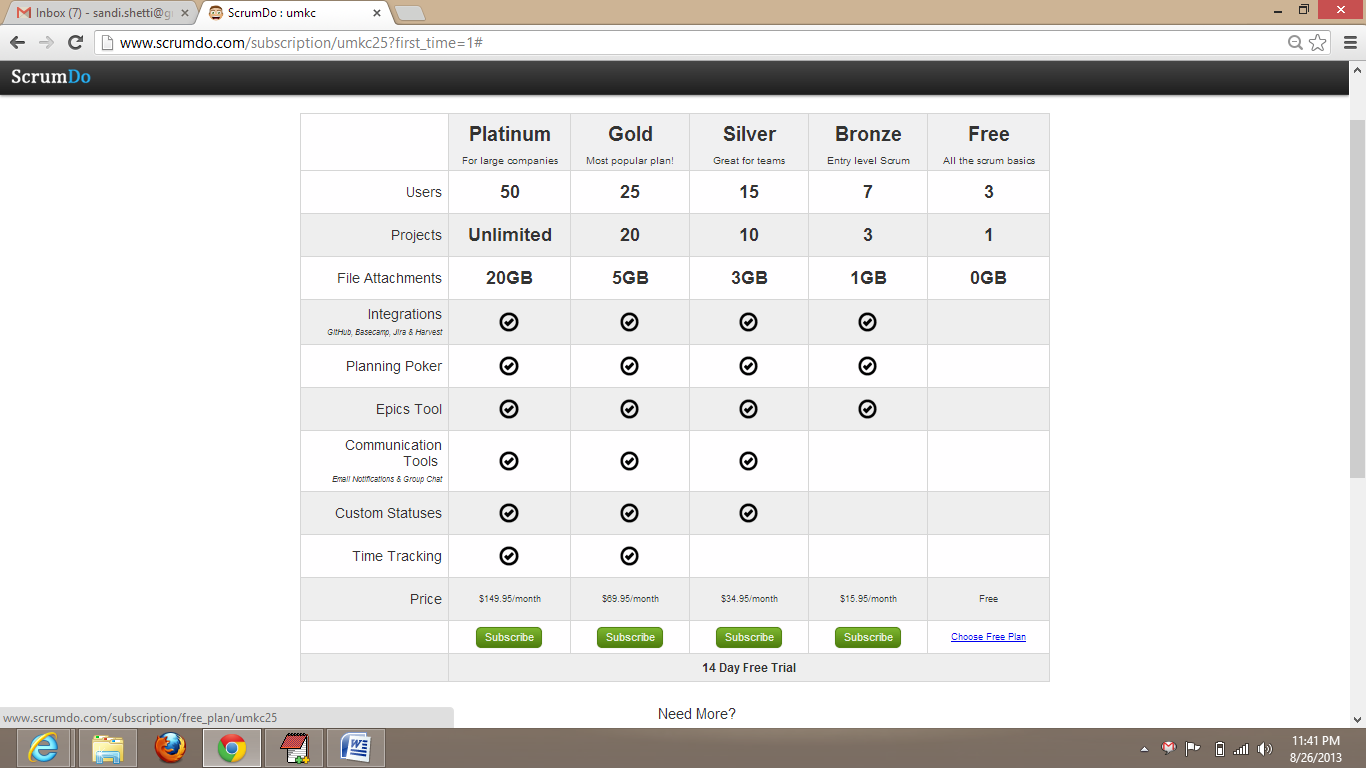 Inbox (7) - sandi.shetti@g
ScrumDo : umkc
www.scrumdo.com/subscription/umkc25?first_time=1#
ScrumDo
Platinum Gold Silver Bronze Free
For large companies Most popular plan! Great for teams Entry level Scrum All the scrum basics
Users 50 25 15 7 3
Projects Unlimited 20 10 3 1
File Attachments 20GB 5GB 3GB 1GB 0GB
Integrations
GitHub, Basecamp, Jira & Harvest
Planning Poker
Epics Tool
Communication
Tools
Email Notifications & Group Chat
Custom Statuses
Time Tracking
Price $149.95/month $69.95/month $34.95/month $15.95/month Free
Subscribe Subscribe Subscribe Subscribe Choose Free Plan
14 Day Free Trial
Need More?
www.scrumdo.com/subscription/free_plan/umkc25
11:41 PM
8/26/2013